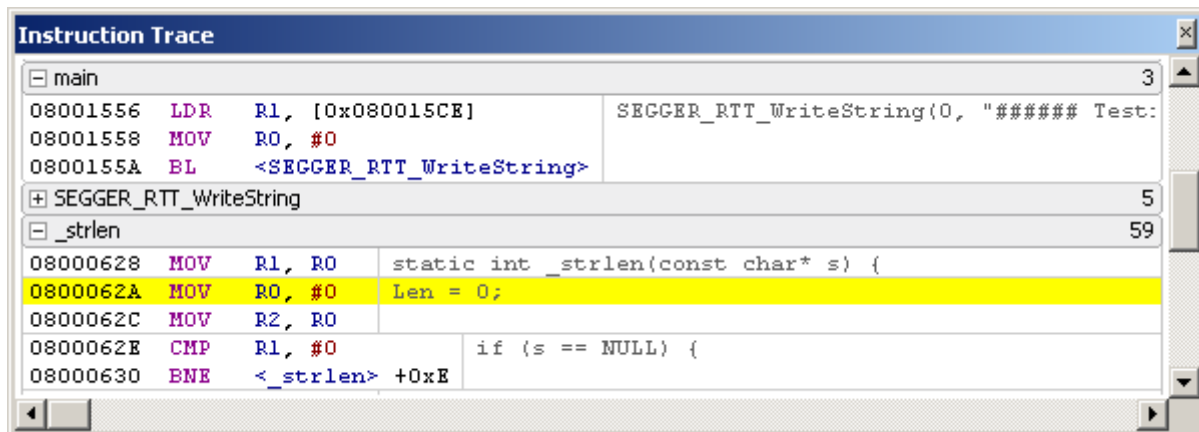 Instruction Trace
main 3
08001556 LDR R1, [0x080015CE] SEGGER_RTT_WriteString(0, "###### Test:
08001558 MOV R0, #0
0800155A BL <SEGGER_RTT_WriteString>
SEGGER_RTT_WriteString 5
_strlen 59
08000628 MOV R1, R0 static int _strlen(const char* s) {
0800062A MOV R0, #0 Len = 0;
0800062C MOV R2, R0
0800062E CMP R1, #0 if (s == NULL) {
08000630 BNE <_strlen> +0xE